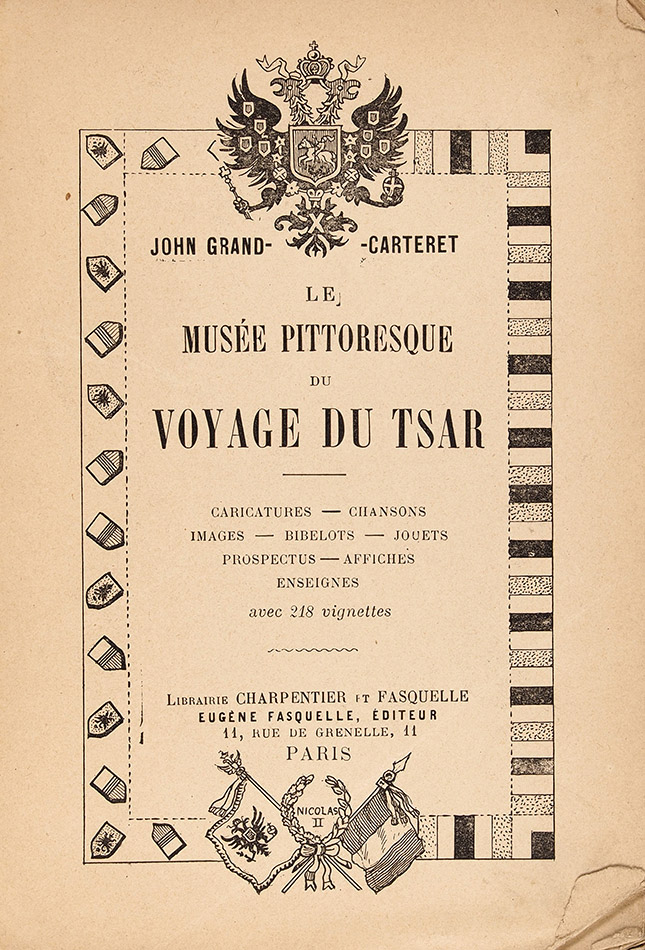 JOHN GRAND- -CARTERET
LE
MUSÉE PITTORESQUE
DU
VOYAGE DU TSAR
CARICATURES — CHANSONS
IMAGES — BIBELOTS — JOUETS
PROSPECTUS — AFFICHES
ENSEIGNES
avec 218 vignettes
LIBRAIRIE CHARPENTIER ET FASQUELLE
EUGÈNE FASQUELLE, ÉDITEUR
11, RUE DE GRENELLE, 11
PARIS
NICOLAS
II